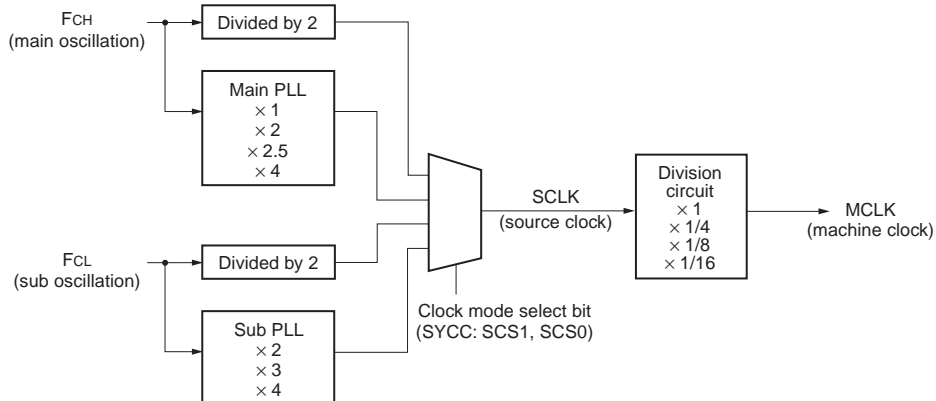 FCH
(main oscillation)
Divided by 2
Main PLL
× 1
× 2
× 2.5
× 4
FCL
(sub oscillation)
Divided by 2
Sub PLL
× 2
× 3
× 4
Clock mode select bit
(SYCC: SCS1, SCS0)
SCLK
(source clock)
Division
circuit
× 1
× 1/4
× 1/8
× 1/16
MCLK
(machine clock)